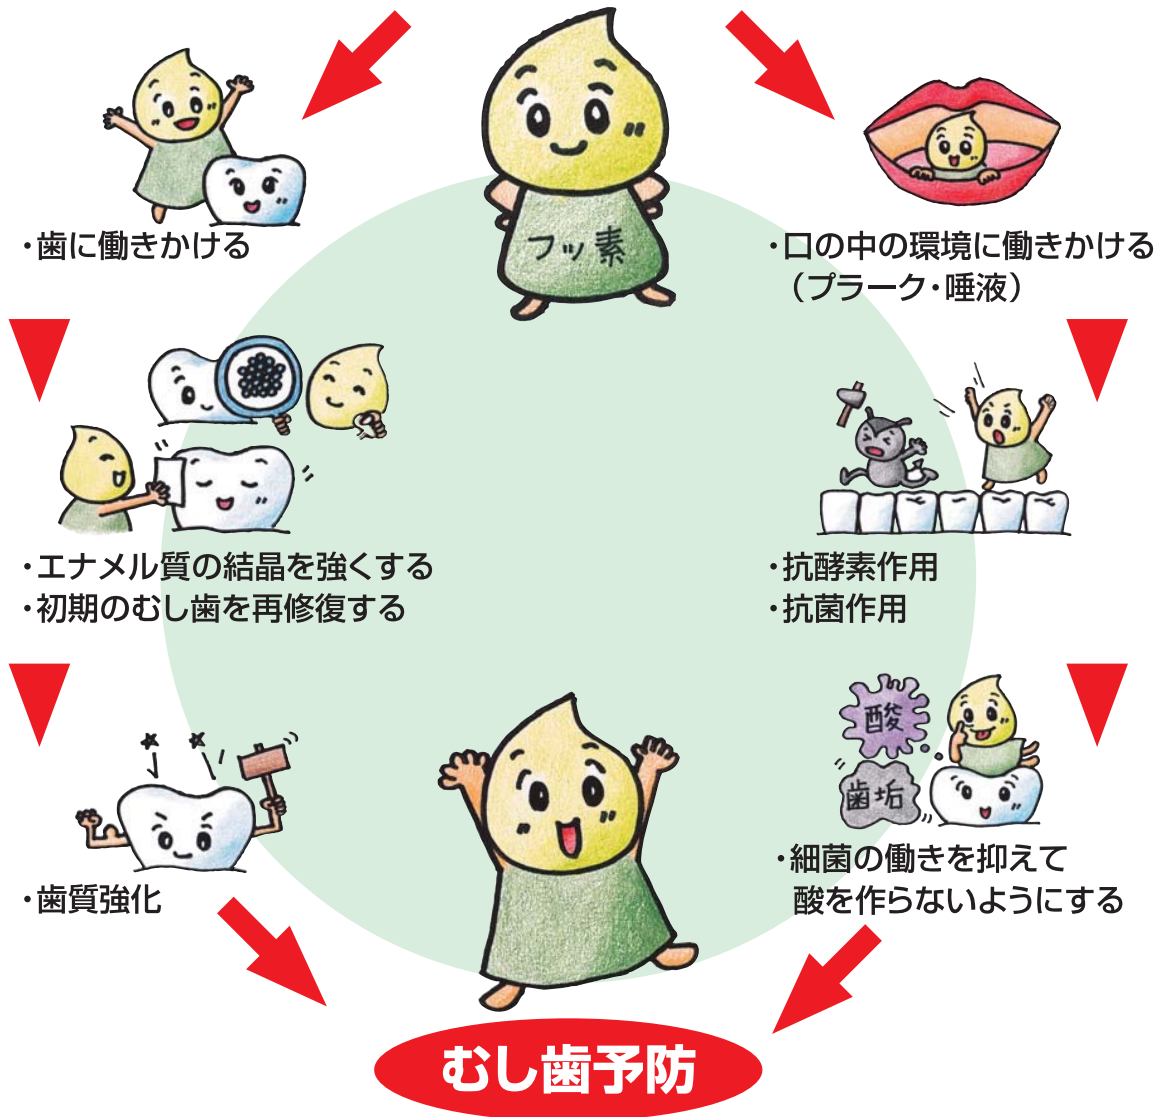 フッ素
・歯に働きかける
・口の中の環境に働きかける
（プラーク・唾液）
・エナメル質の結晶を強くする
・初期のむし歯を再修復する
・抗酵素作用
・抗菌作用
酸
歯垢
・歯質強化
・細菌の働きを抑えて
酸を作らないようにする
むし歯予防